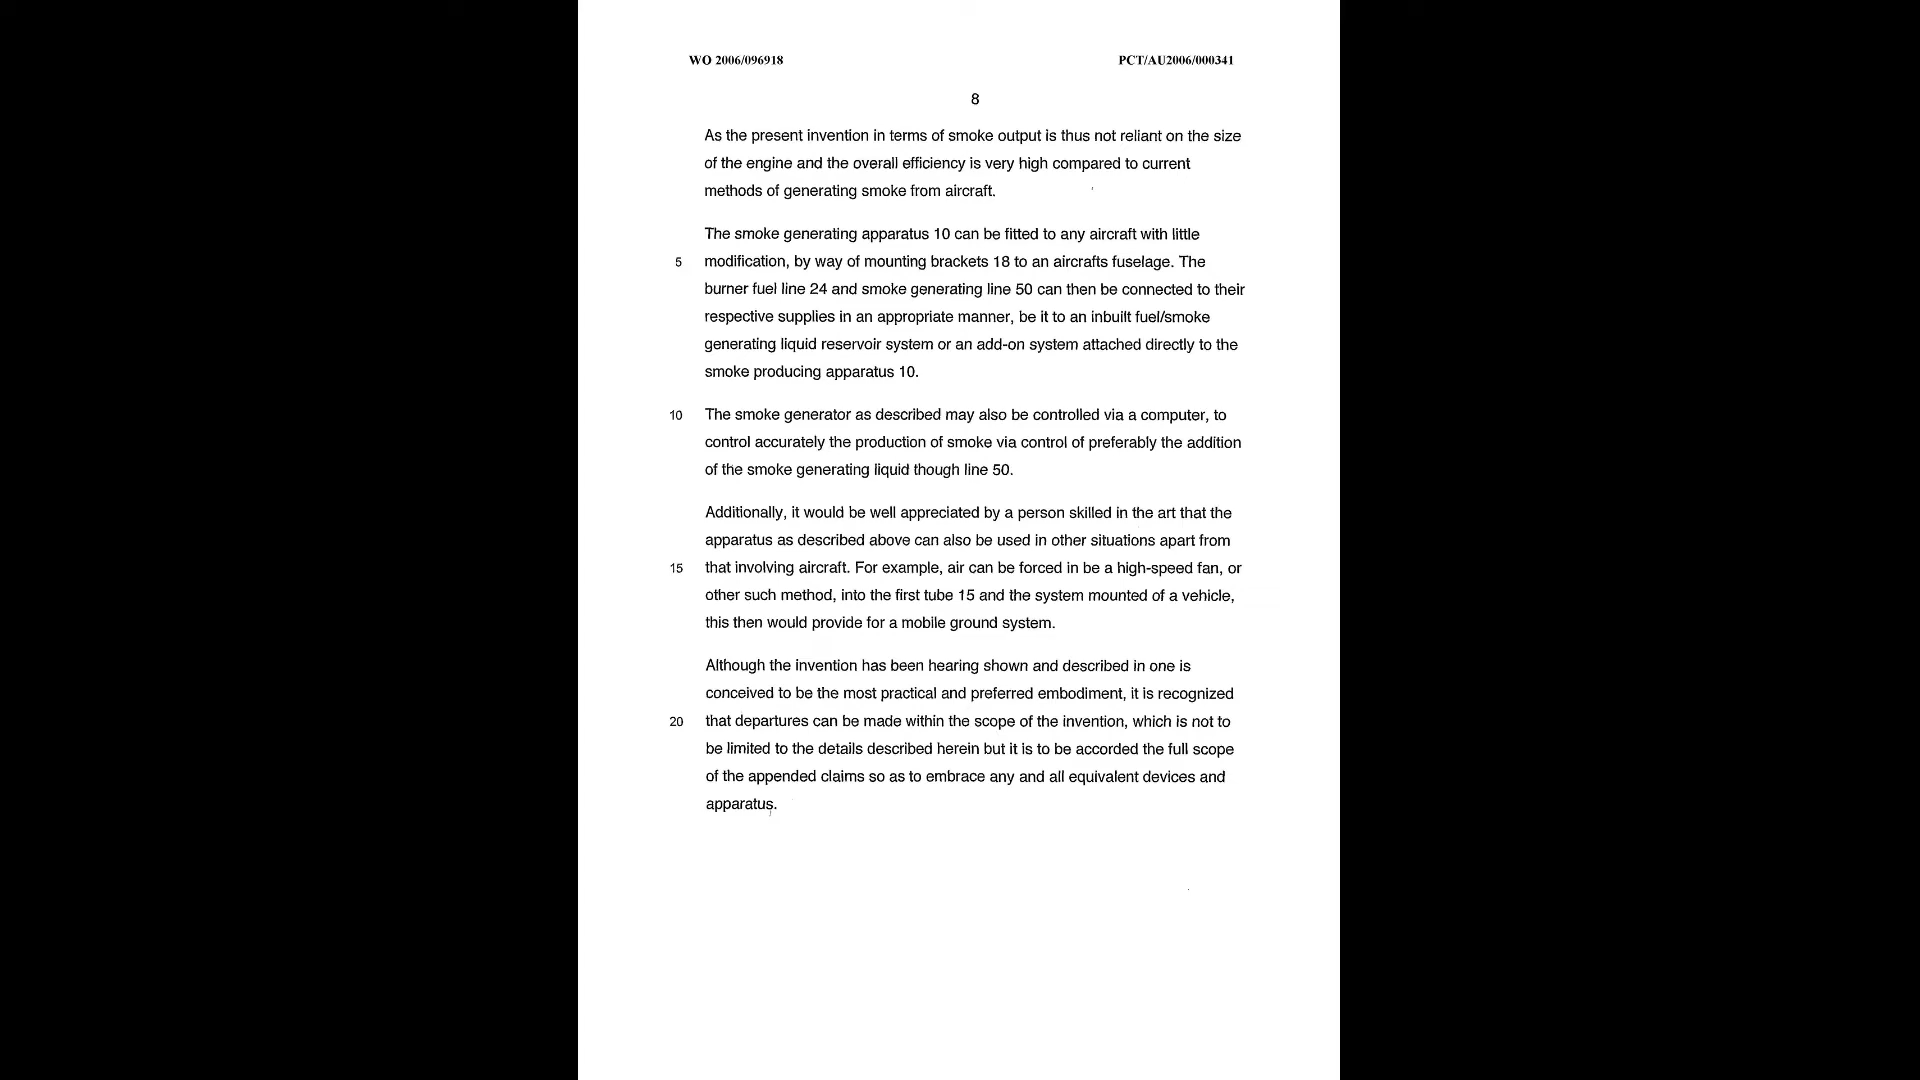 WO 2006/096918 PCT/AU2006/000341
8
As the present invention in terms of smoke output is thus not reliant on the size
of the engine and the overall efficiency is very high compared to current
methods of generating smoke from aircraft.
The smoke generating apparatus 10 can be fitted to any aircraft with little
5 modification, by way of mounting brackets 18 to an aircrafts fuselage. The
burner fuel line 24 and smoke generating line 50 can then be connected to their
respective supplies in an appropriate manner, be it to an inbuilt fuel/smoke
generating liquid reservoir system or an add-on system attached directly to the
smoke producing apparatus 10.
10 The smoke generator as described may also be controlled via a computer, to
control accurately the production of smoke via control of preferably the addition
of the smoke generating liquid though line 50.
Additionally, it would be well appreciated by a person skilled in the art that the
apparatus as described above can also be used in other situations apart from
15 that involving aircraft. For example, air can be forced in be a high-speed fan, or
other such method, into the first tube 15 and the system mounted of a vehicle,
this then would provide for a mobile ground system.
Although the invention has been hearing shown and described in one is
conceived to be the most practical and preferred embodiment, it is recognized
20 that departures can be made within the scope of the invention, which is not to
be limited to the details described herein but it is to be accorded the full scope
of the appended claims so as to embrace any and all equivalent devices and
apparatus.